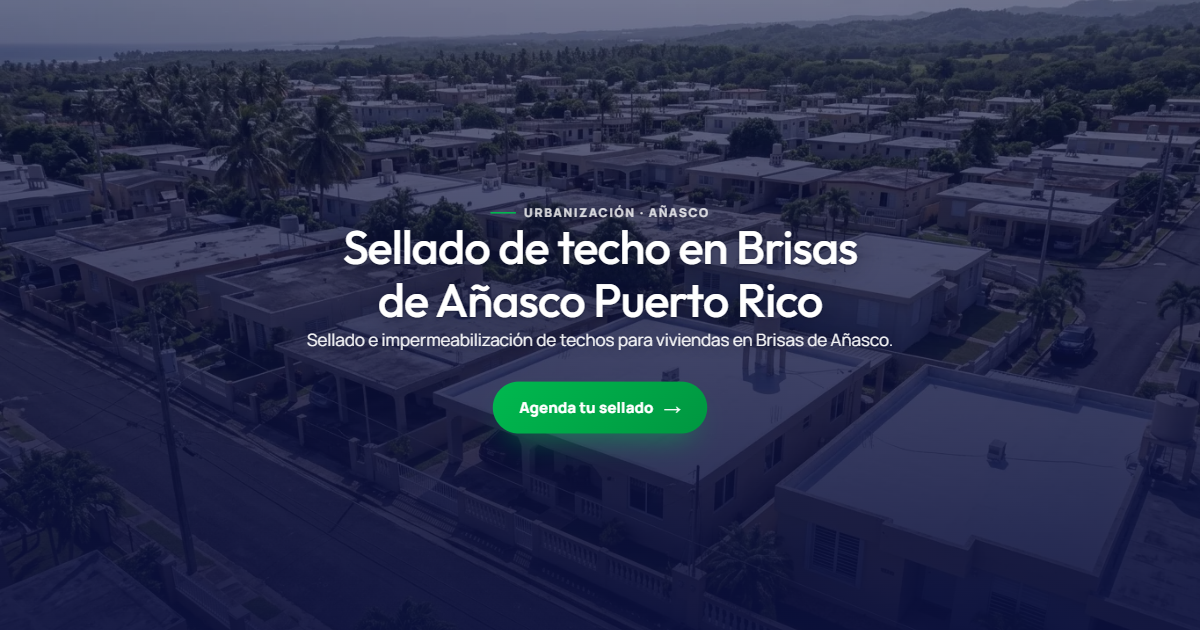 URBANIZACIÓN · AÑASCO
Sellado de techo en Brisas
de Añasco Puerto Rico
Sellado e impermeabilización de techos para viviendas en Brisas de Añasco.
Agenda tu sellado →